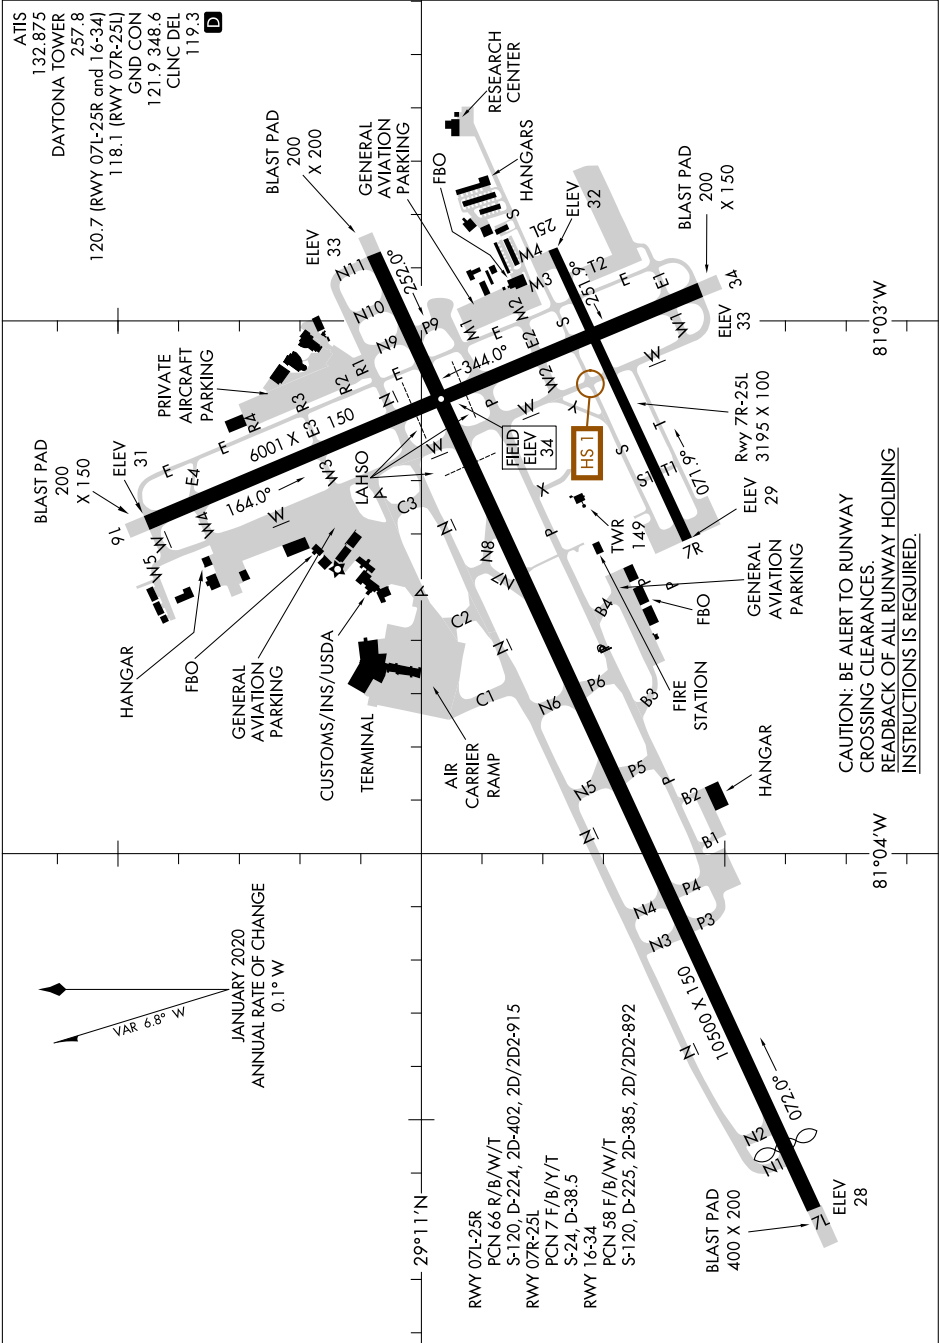 ATIS
132.875
DAYTONA TOWER
257.8
120.7 (RWY 07L-25R and 16-34)
118.1 (RWY 07R-25L)
GND CON
121.9 348.6
CLNC DEL
119.3
D
JANUARY 2020
ANNUAL RATE OF CHANGE
0.1° W
VAR 6.8° W
BLAST PAD
200
X 150
ELEV
31
16
PRIVATE
AIRCRAFT
PARKING
BLAST PAD
200
X 200
ELEV
33
GENERAL
AVIATION
PARKING
FBO
RESEARCH
CENTER
HANGARS
HANGAR
FBO
GENERAL
AVIATION
PARKING
CUSTOMS/INS/USDA
TERMINAL
AIR
CARRIER
RAMP
LAHSO
W5
W
W4
W
W3
W
E
E4
E
E3
R4
R3
R2
R1
E
N
N9
N10
N11
P9
6001 X 150
164.0°
344.0°
252.0°
M1
M2
M3
M4
E
E2
S
S
25L
ELEV
32
251.9°
T2
E
E1
W1
W
W2
W
P
Y
X
BLAST PAD
200
X 150
34
ELEV
33
FIELD
ELEV
34
HS 1
A
A
C3
C2
C1
N
N8
N7
N
N6
N5
N
N4
N3
N
N2
N1
P
P
P
P
P
P6
P5
P4
P3
B4
B3
B2
B1
S
S1
T
T1
071.9°
7R
ELEV
29
Rwy 7R-25L
3195 X 100
TWR
149
GENERAL
AVIATION
PARKING
FBO
FIRE
STATION
HANGAR
10500 X 150
072.0°
7L
ELEV
28
BLAST PAD
400 X 200
29°11'N
81°04'W
81°03'W
RWY 07L-25R
PCN 66 R/B/W/T
S-120, D-224, 2D-402, 2D/2D2-915
RWY 07R-25L
PCN 7 F/B/Y/T
S-24, D-38.5
RWY 16-34
PCN 58 F/B/W/T
S-120, D-225, 2D-385, 2D/2D2-892
CAUTION: BE ALERT TO RUNWAY
CROSSING CLEARANCES.
READBACK OF ALL RUNWAY HOLDING
INSTRUCTIONS IS REQUIRED.